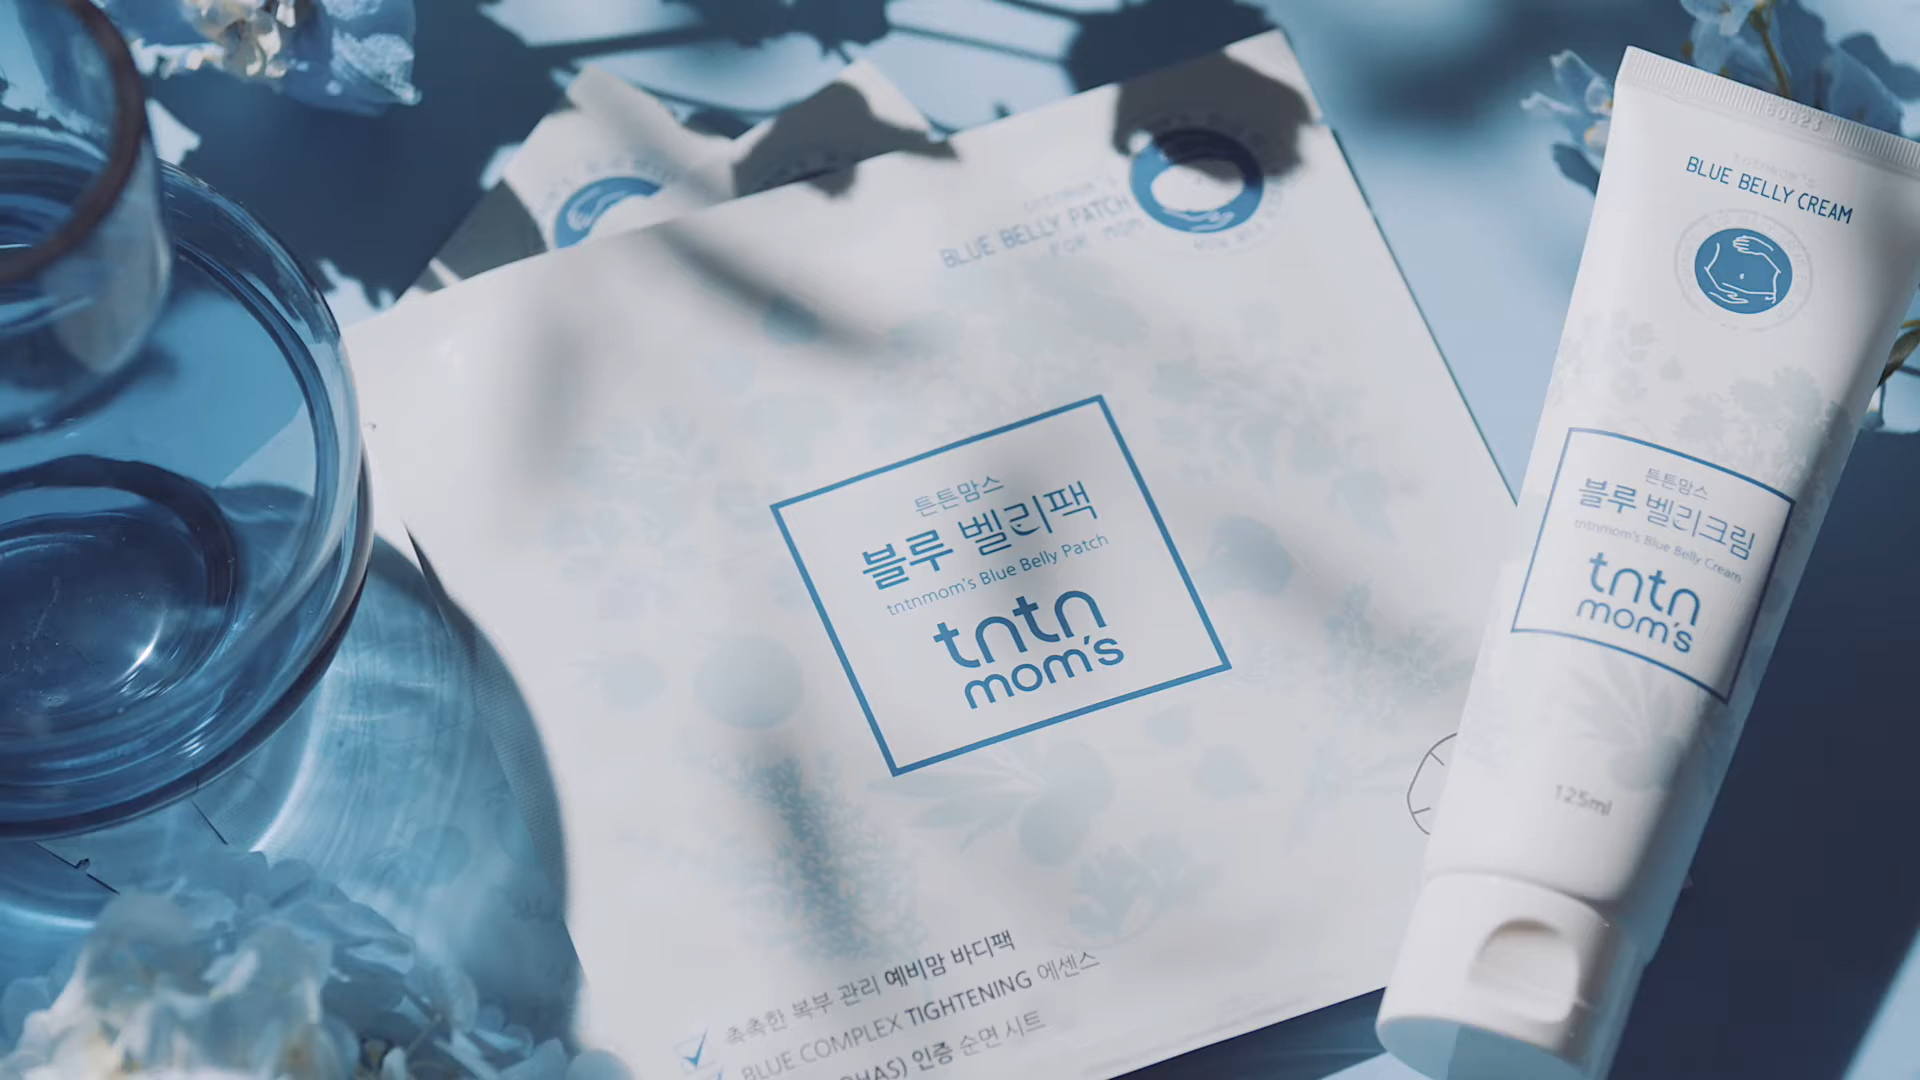 BLUE BELLY PATCH
FOR MOM
튼튼맘스
블루 벨리팩
tntnmom's Blue Belly Patch
tntn
mom's
촉촉한 복부 관리 예비맘 바디팩
BLUE COMPLEX TIGHTENING 에센스
OHAS) 인증 순면 시트
BLUE BELLY CREAM
튼튼맘스
블루 벨리크림
tntnmom's Blue Belly Cream
tntn
mom's
125ml